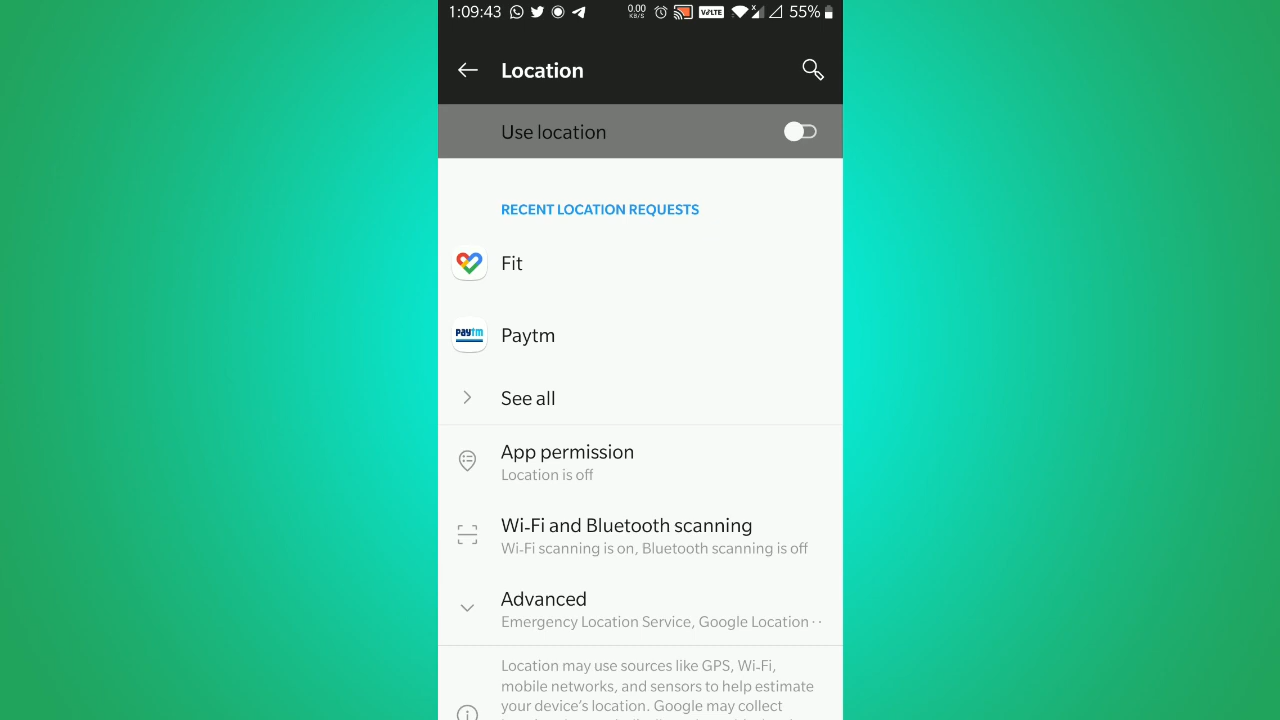 1:09:43 0.00 KB/S VoLTE x 55%
Location
Use location
RECENT LOCATION REQUESTS
Fit
paytm Paytm
See all
App permission
Location is off
Wi-Fi and Bluetooth scanning
Wi-Fi scanning is on, Bluetooth scanning is off
Advanced
Emergency Location Service, Google Location ··
Location may use sources like GPS, Wi-Fi,
mobile networks, and sensors to help estimate
your device's location. Google may collect